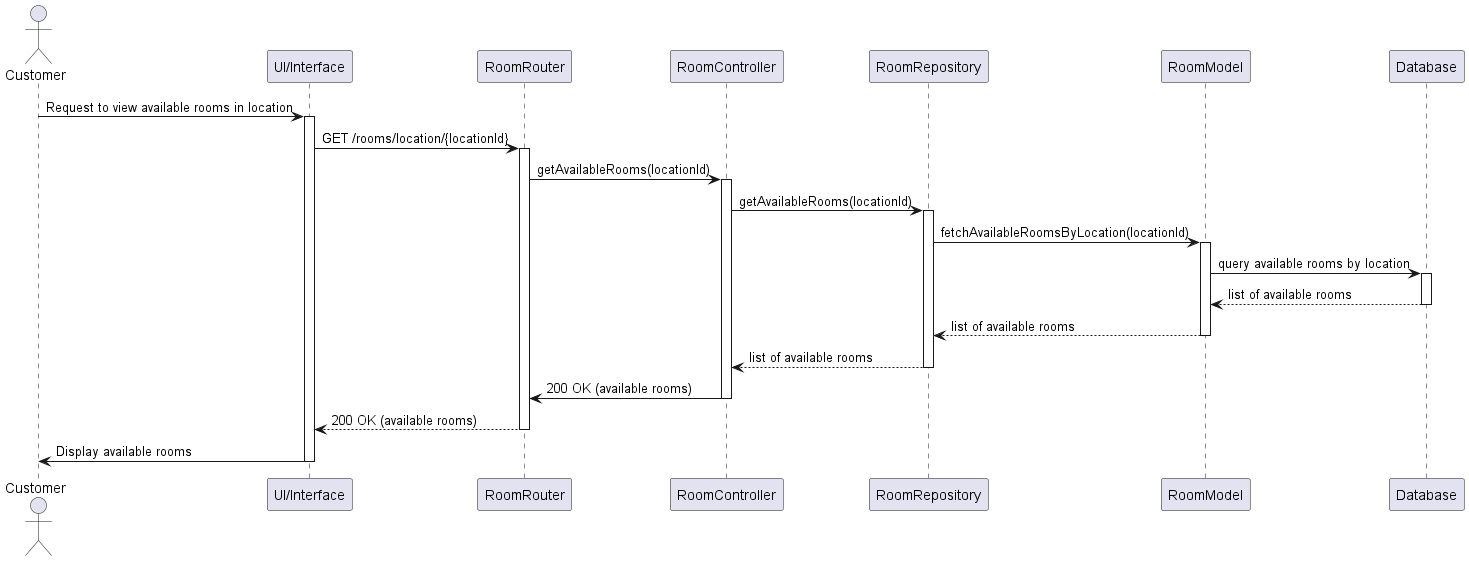 Customer
UI/Interface
RoomRouter
RoomController
RoomRepository
RoomModel
Database
Request to view available rooms in location
GET /rooms/location/{locationId}
getAvailableRooms(locationId)
getAvailableRooms(locationId)
fetchAvailableRoomsByLocation(locationId)
query available rooms by location
list of available rooms
list of available rooms
list of available rooms
200 OK (available rooms)
200 OK (available rooms)
Display available rooms
Customer
UI/Interface
RoomRouter
RoomController
RoomRepository
RoomModel
Database